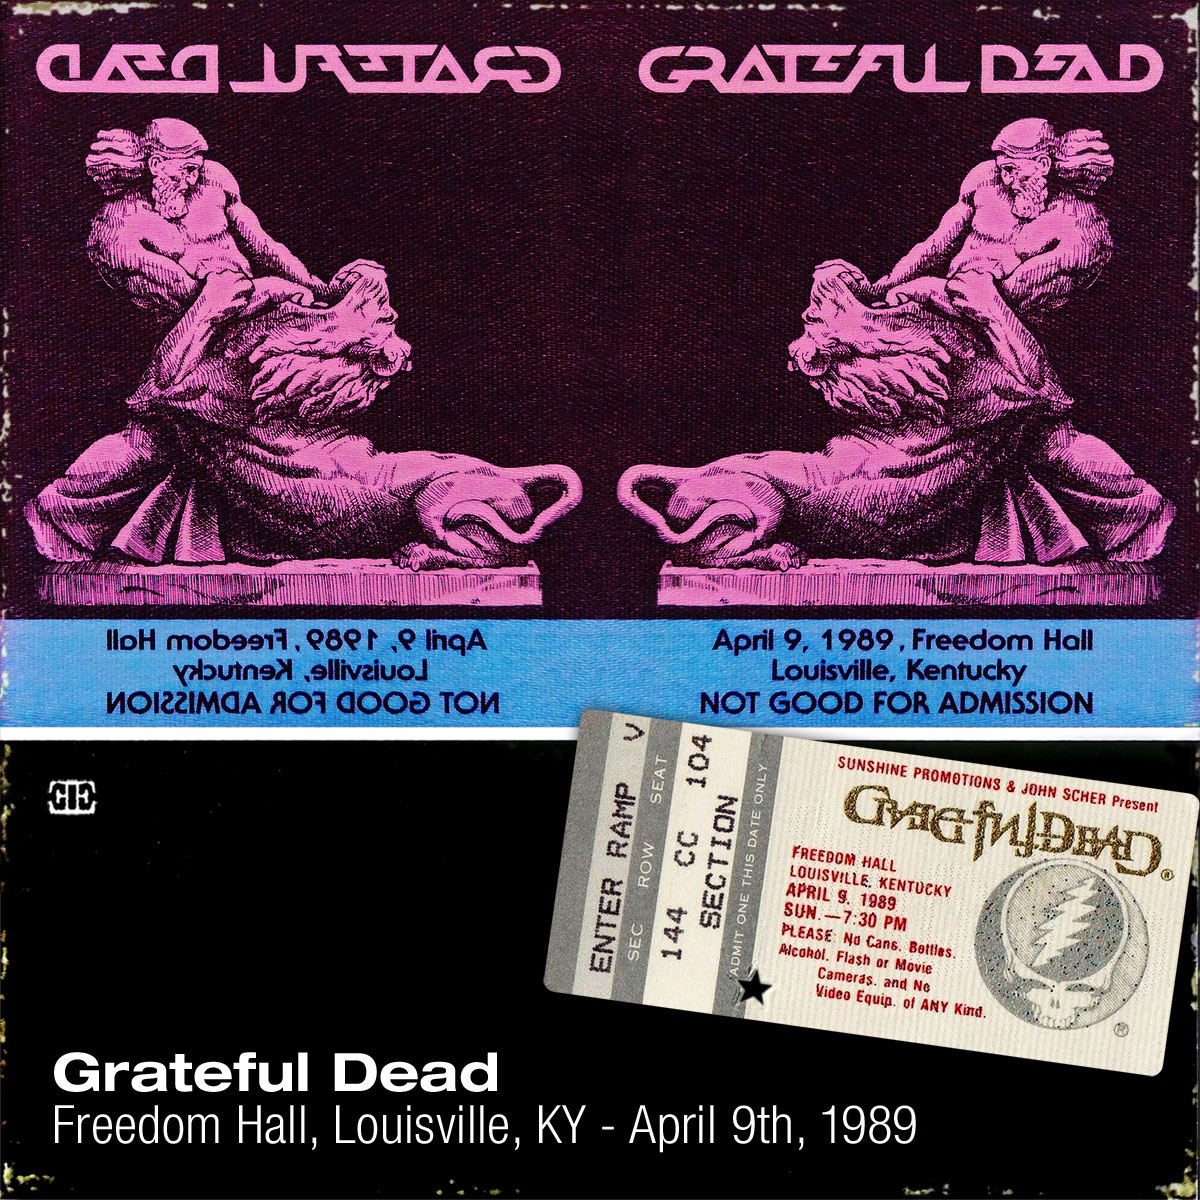 GRATEFUL DEAD
GRATEFUL DEAD
April 9, 1989, Freedom Hall
Louisville, Kentucky
NOT GOOD FOR ADMISSION
April 9, 1989, Freedom Hall
Louisville, Kentucky
NOT GOOD FOR ADMISSION
ENTER RAMP V
SEC ROW SEAT
144 CC 104
SECTION
ADMIT ONE THIS DATE ONLY
SUNSHINE PROMOTIONS & JOHN SCHER Present
GRATEFUL DEAD®
FREEDOM HALL
LOUISVILLE, KENTUCKY
APRIL 9, 1989
SUN.—7:30 PM
PLEASE: No Cans, Bottles,
Alcohol, Flash or Movie
Cameras, and No
Video Equip. of ANY Kind.
®
Grateful Dead
Freedom Hall, Louisville, KY - April 9th, 1989